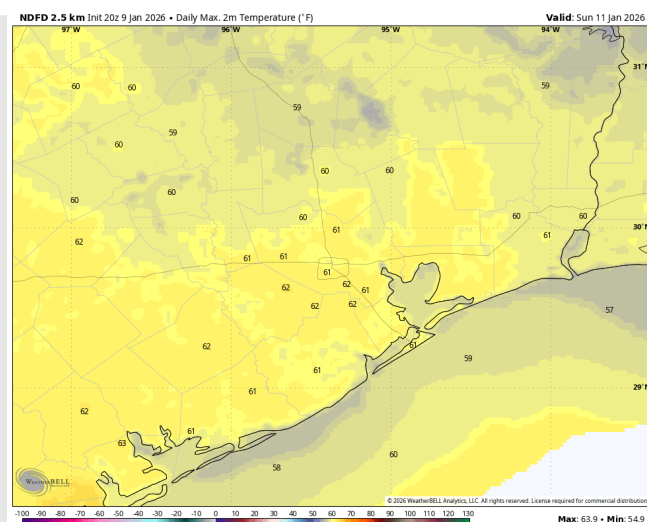 NDFD 2.5 km Init 20z 9 Jan 2026 • Daily Max. 2m Temperature (°F)
Valid: Sun 11 Jan 2026
97°W 96°W 95°W 94°W
31°N
60 60 59
59
59
60
60 60
60
60
60 60 60
61 61
62
61 61
61
62 62 61
62 62
57
62
61
59
61
29°N
61
62
61
63
60
58
30°N
WEATHERBELL
© 2026 WeatherBELL Analytics, LLC. All rights reserved. License required for commercial distribution
-100 -90 -80 -70 -60 -50 -40 -30 -20 -10 0 10 20 30 40 50 60 70 80 90 100 110 120 130
Max: 63.9 • Min: 54.9